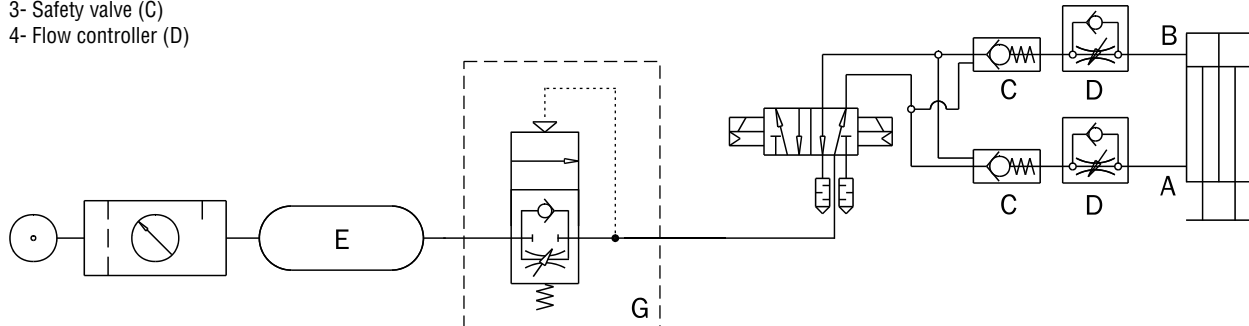 3- Safety valve (C)
4- Flow controller (D)
B
C
D
A
C
D
E
G